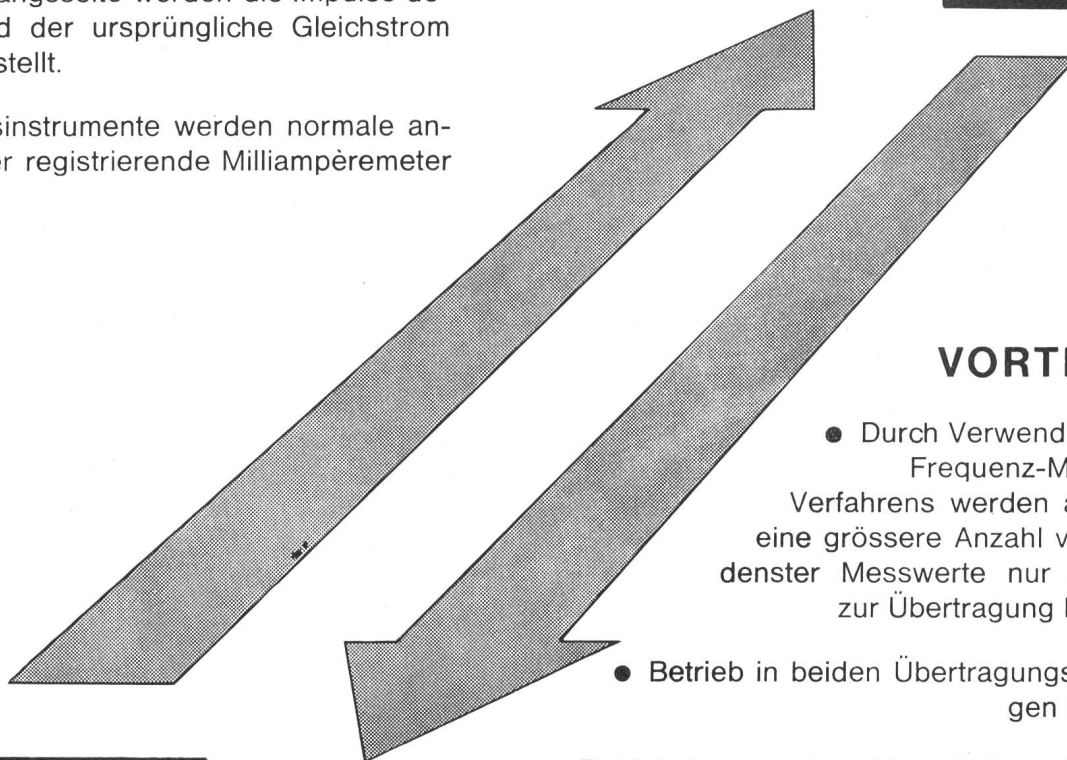 d der ursprüngliche Gleichstrom
stellt.
sinstrumente werden normale an-
er registrierende Milliampèremeter
VORT
● Durch Verwend
Frequenz-M
Verfahrens werden a
eine grössere Anzahl v
denster Messwerte nur
zur Übertragung
● Betrieb in beiden Übertragungs
gen